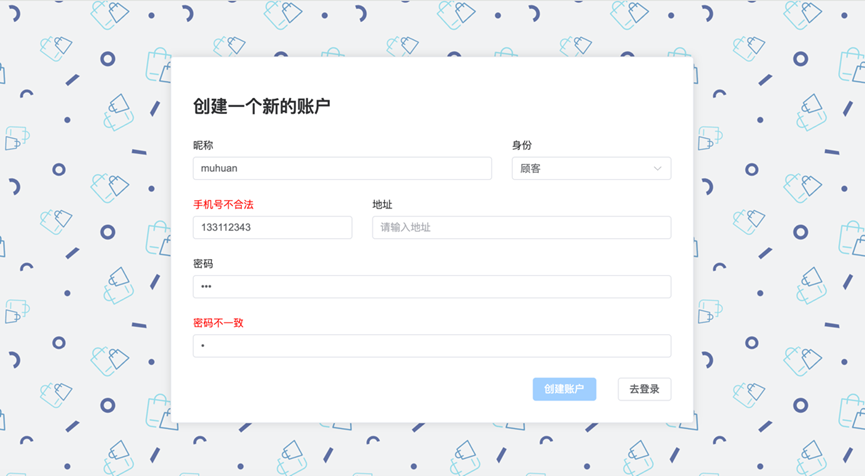 创建一个新的账户
昵称 身份
muhuan 顾客
手机号不合法 地址
133112343 请输入地址
密码
•••
密码不一致
•
创建账户 去登录